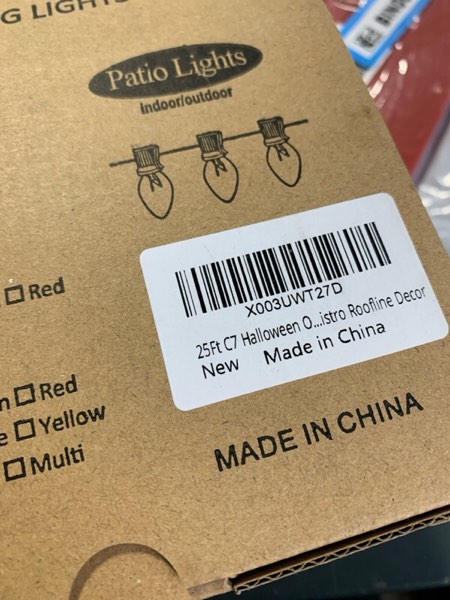 G LIGHTS
Patio Lights
Indoor/outdoor
Red
X003UWT27D
25Ft C7 Halloween O...istro Roofline Decor
New Made in China
Red
Yellow
Multi
MADE IN CHINA